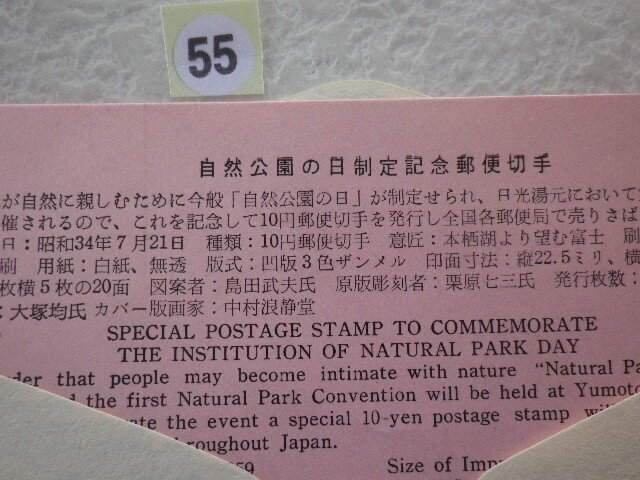 55
自然公園の日制定記念郵便切手
が自然に親しむために今般「自然公園の日」が制定せられ、日光湯元において
催されるので、これを記念して10円郵便切手を発行し全国各郵便局で売りさば
日：昭和34年7月21日 種類：10円郵便切手 意匠：本栖湖より望む富士 刷
刷 用紙：白紙、無透 版式：凹版3色ザンメル 印面寸法：縦22.5ミリ、横
枚横5枚の20面 図案者：島田武夫氏 原版彫刻者：栗原七三氏 発行枚数：
：大塚均氏 カバー版画家：中村浪静堂
SPECIAL POSTAGE STAMP TO COMMEMORATE
THE INSTITUTION OF NATURAL PARK DAY
der that people may become intimate with nature "Natural Pa
d the first Natural Park Convention will be held at Yumoto
ate the event a special 10-yen postage stamp wi
roughout Japan.
59 Size of Imp